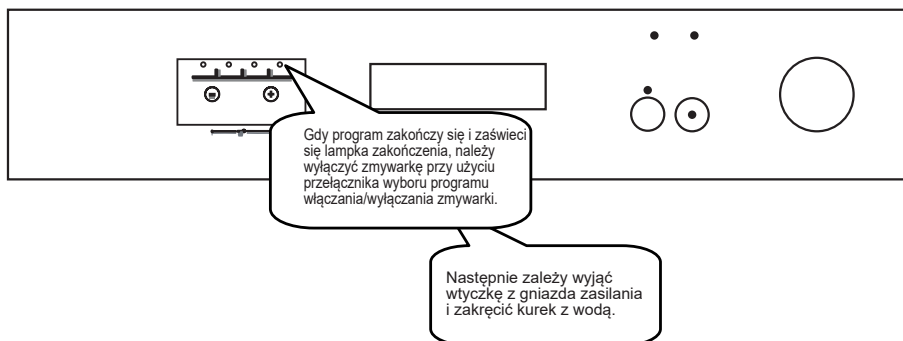 Gdy program zakończy się i zaświeci
się lampka zakończenia, należy
wyłączyć zmywarkę przy użyciu
przełącznika wyboru programu
włączania/wyłączania zmywarki.
Następnie zależy wyjąć
wtyczkę z gniazda zasilania
i zakręcić kurek z wodą.